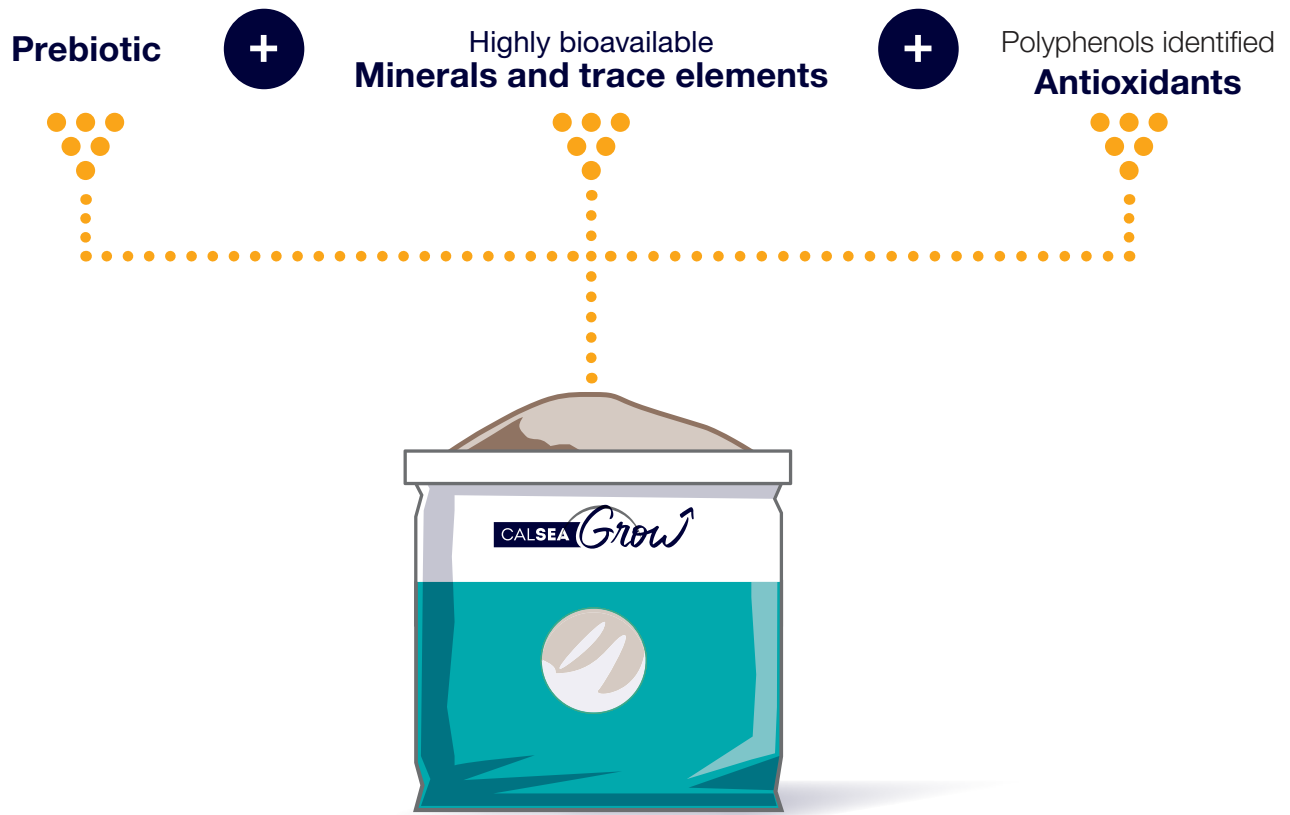 Prebiotic
+
Highly bioavailable
Minerals and trace elements
+
Polyphenols identified
Antioxidants
CALSEA Grow